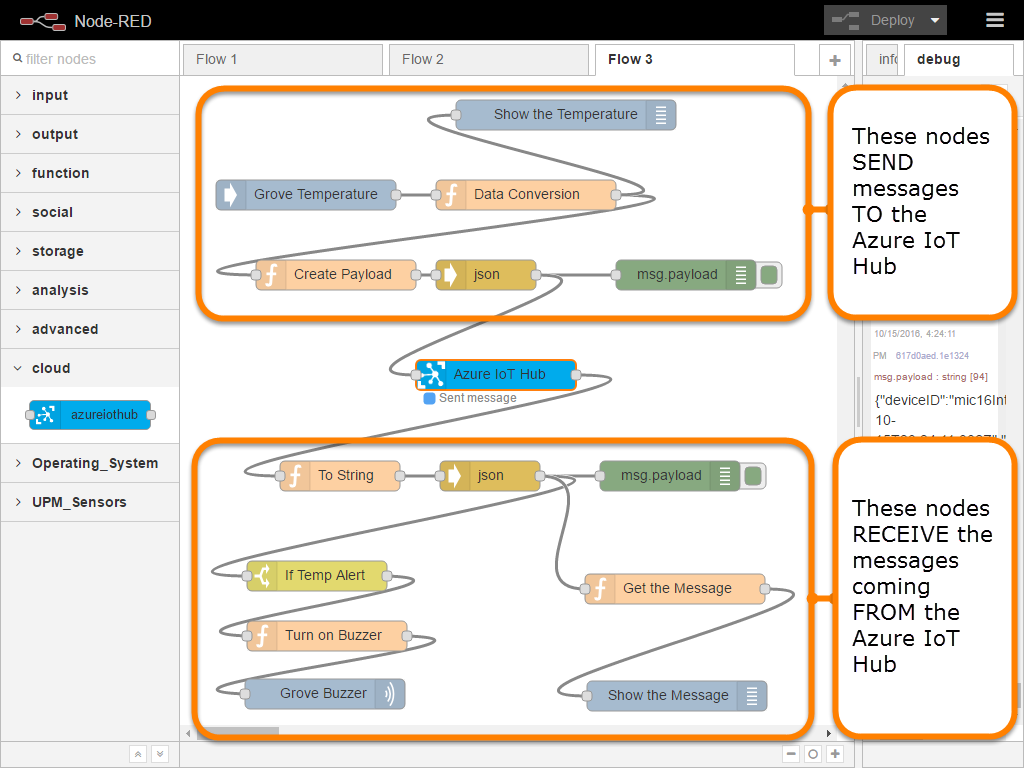 Node-RED
Deploy
filter nodes
Flow 1
Flow 2
Flow 3
info
debug
input
output
function
social
storage
analysis
advanced
cloud
azureiothub
Operating_System
UPM_Sensors
Show the Temperature
Grove Temperature
Data Conversion
Create Payload
json
msg.payload
Azure IoT Hub
Sent message
To String
json
msg.payload
If Temp Alert
Get the Message
Turn on Buzzer
Grove Buzzer
Show the Message
These nodes
SEND
messages
TO the
Azure IoT
Hub
10/15/2016, 4:24:11
PM 617d0aed.1e1324
msg.payload : string [94]
{"deviceID":"mic16Int
10-
These nodes
RECEIVE the
messages
coming
FROM the
Azure IoT
Hub